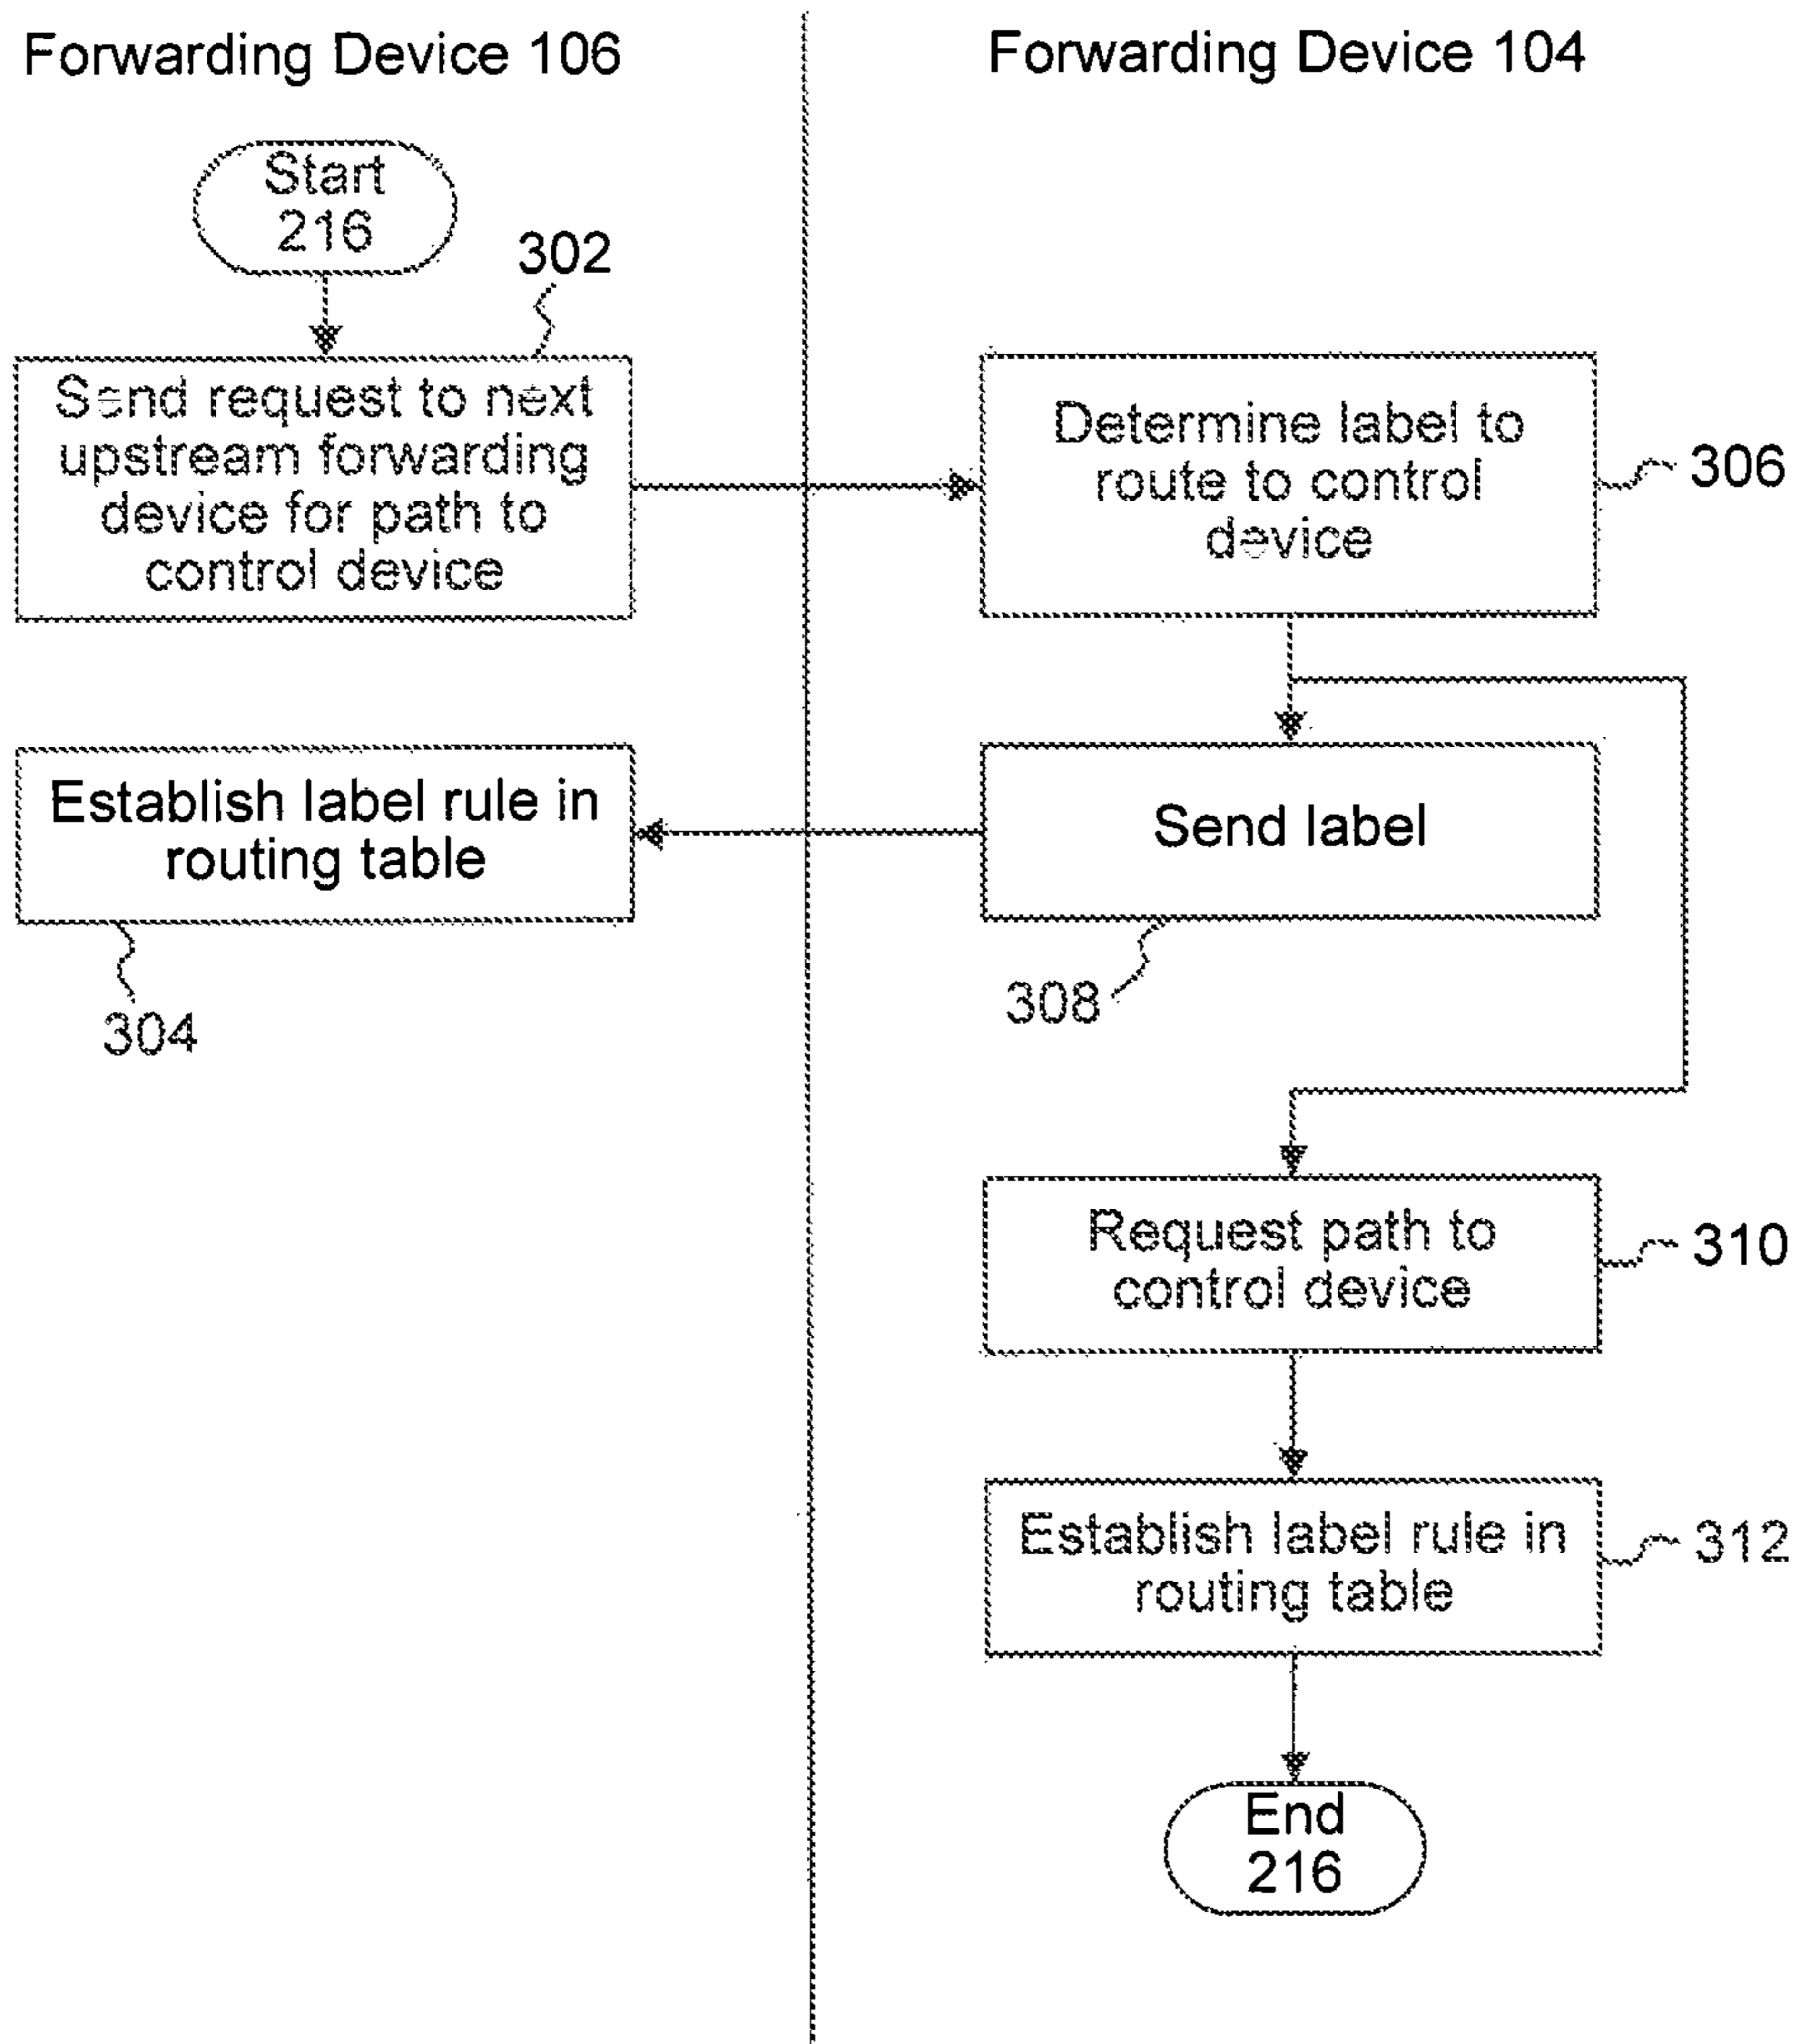 Forwarding Device 106
Forwarding Device 104
Start
216
302
Send request to next
upstream forwarding
device for path to
control device
Determine label to
route to control
device
306
Establish label rule in
routing table
304
Send label
308
Request path to
control device
310
Establish label rule in
routing table
312
End
216